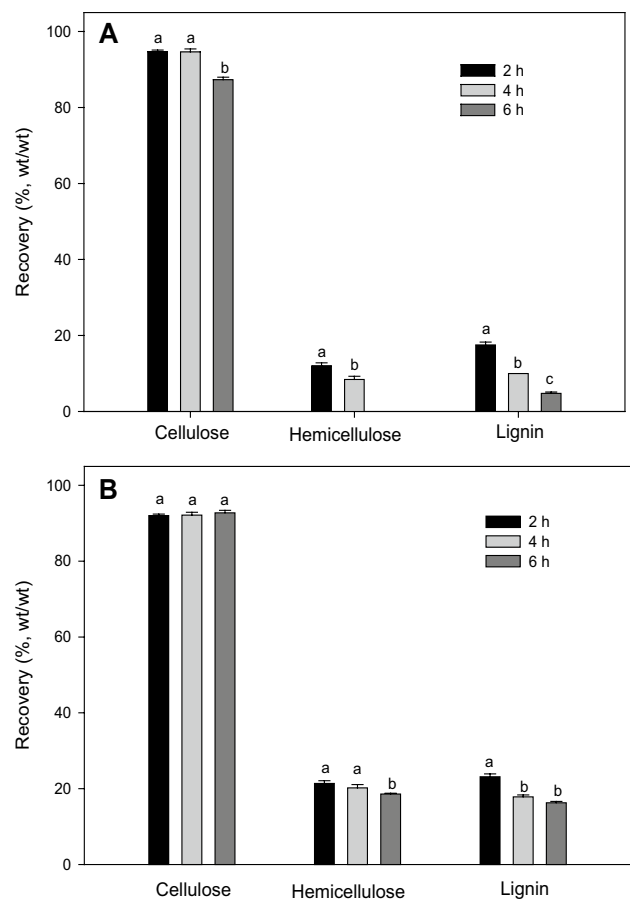 A
100
80
60
40
20
0
Recovery (%, wt/wt)
a a b
a b
a b c
2 h
4 h
6 h
Cellulose Hemicellulose Lignin
B
100
80
60
40
20
0
Recovery (%, wt/wt)
a a a
a a b
a b b
2 h
4 h
6 h
Cellulose Hemicellulose Lignin